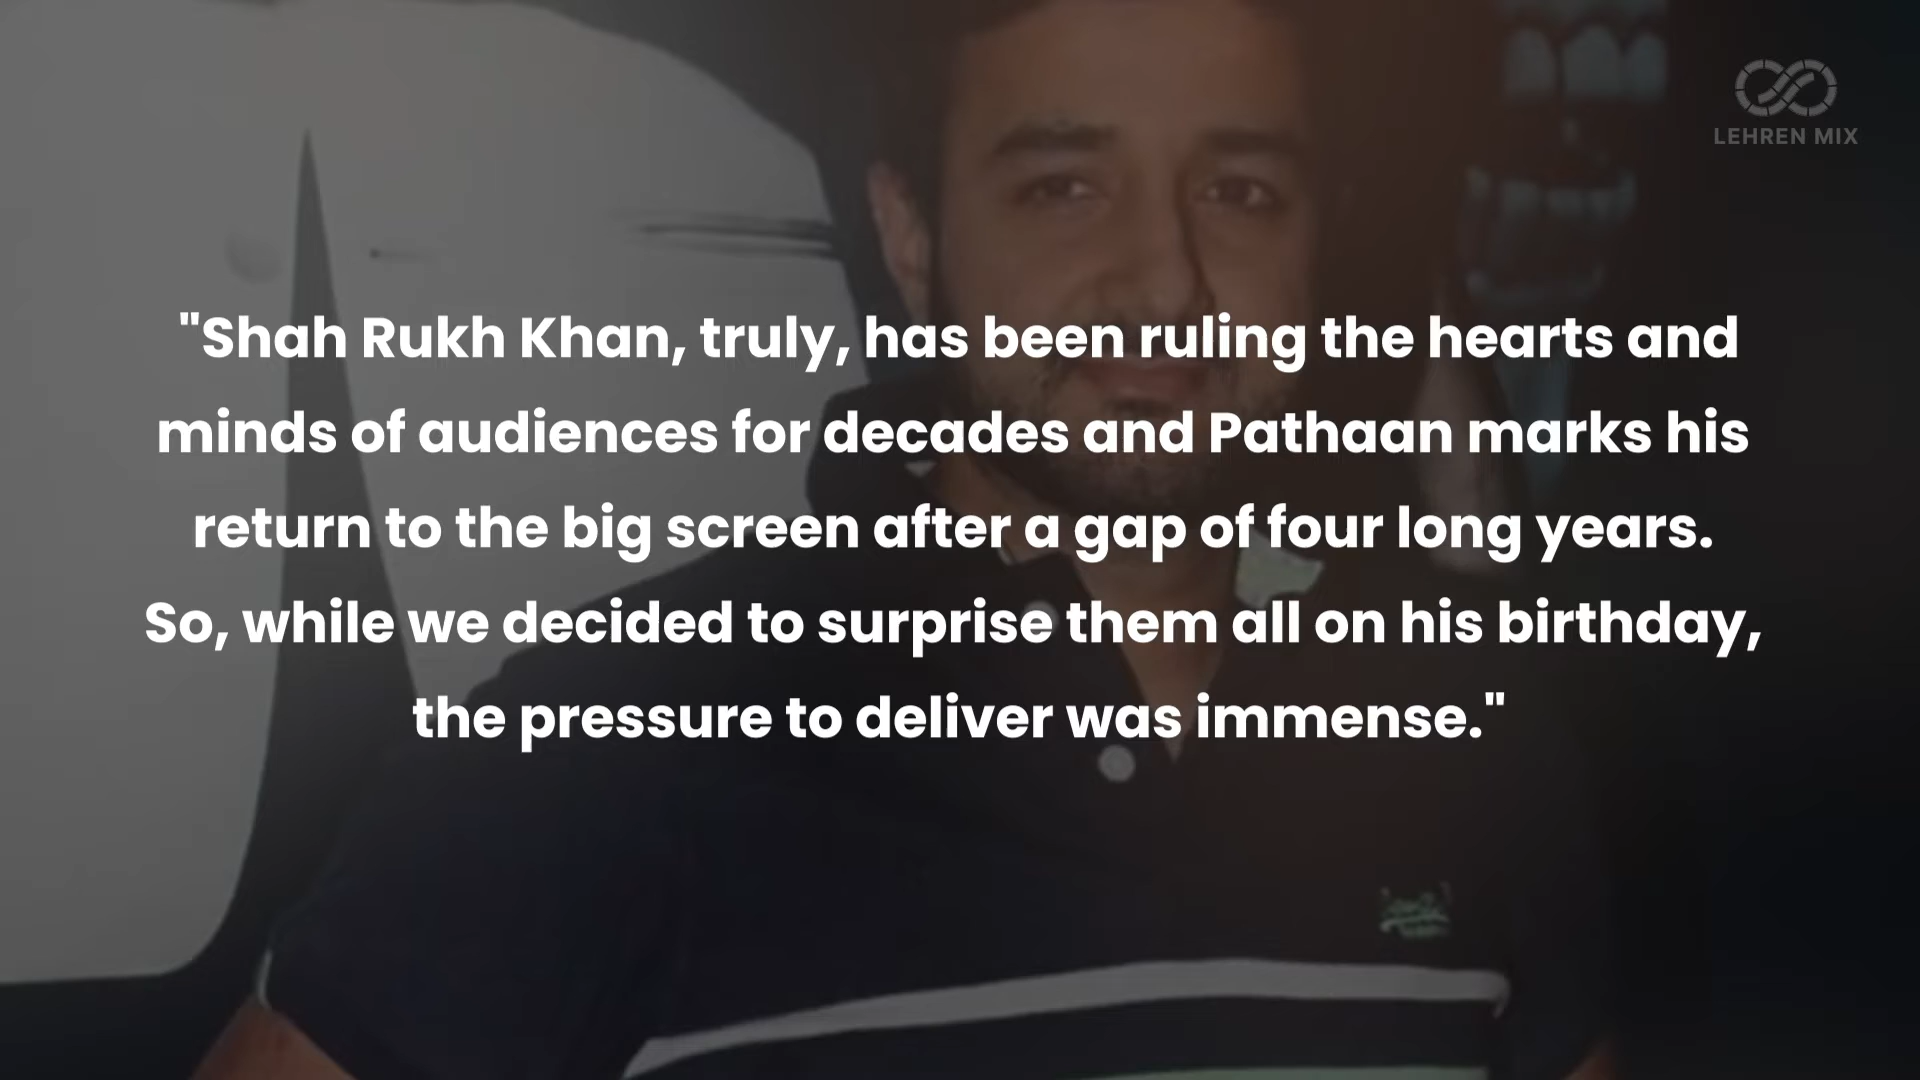 LEHREN MIX
"Shah Rukh Khan, truly, has been ruling the hearts and
minds of audiences for decades and Pathaan marks his
return to the big screen after a gap of four long years.
So, while we decided to surprise them all on his birthday,
the pressure to deliver was immense."